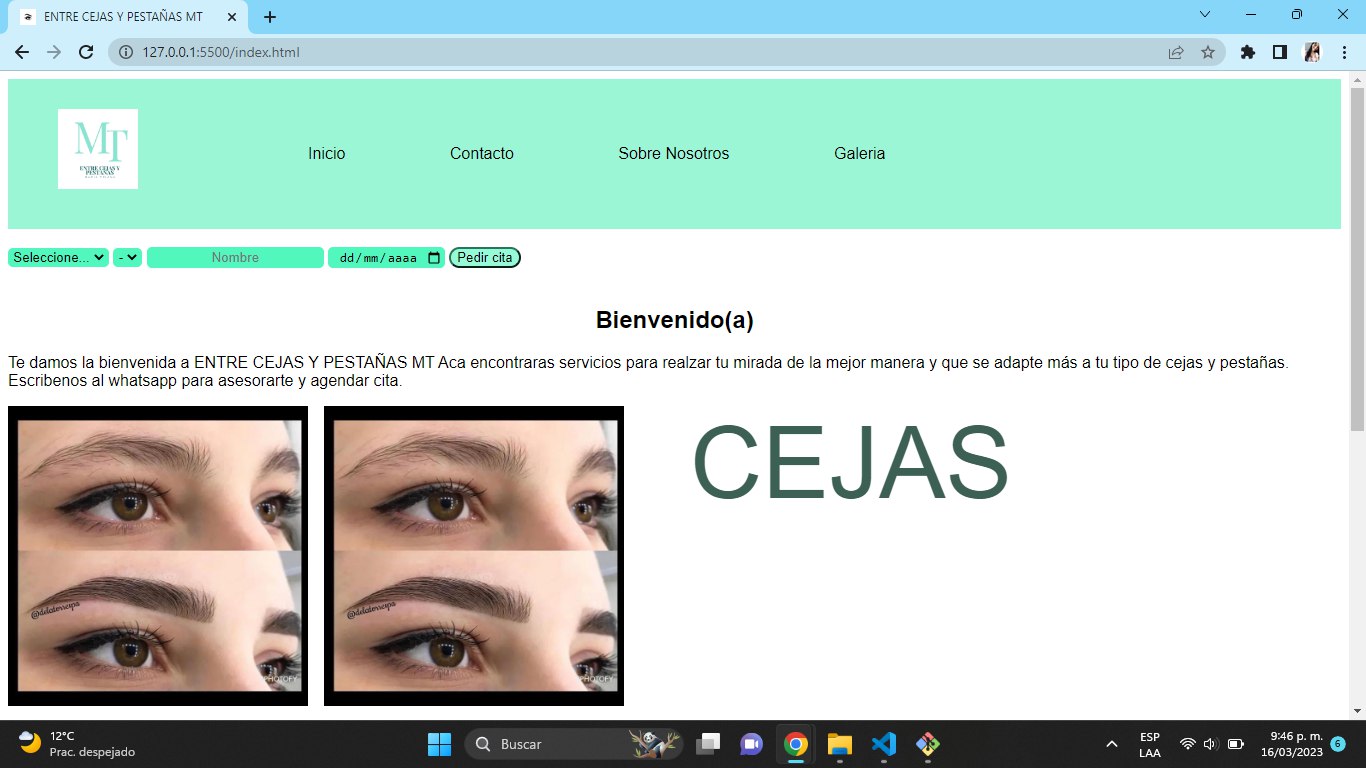 ENTRE CEJAS Y PESTAÑAS MT
127.0.0.1:5500/index.html
MT
ENTRE CEJAS Y
PESTAÑAS
Inicio Contacto Sobre Nosotros Galeria
Seleccione... - Nombre dd/mm/aaaa Pedir cita
Bienvenido(a)
Te damos la bienvenida a ENTRE CEJAS Y PESTAÑAS MT Aca encontraras servicios para realzar tu mirada de la mejor manera y que se adapte más a tu tipo de cejas y pestañas.
Escribenos al whatsapp para asesorarte y agendar cita.
CEJAS
12°C
Prac. despejado
Buscar
ESP
LAA
9:46 p. m.
16/03/2023
6